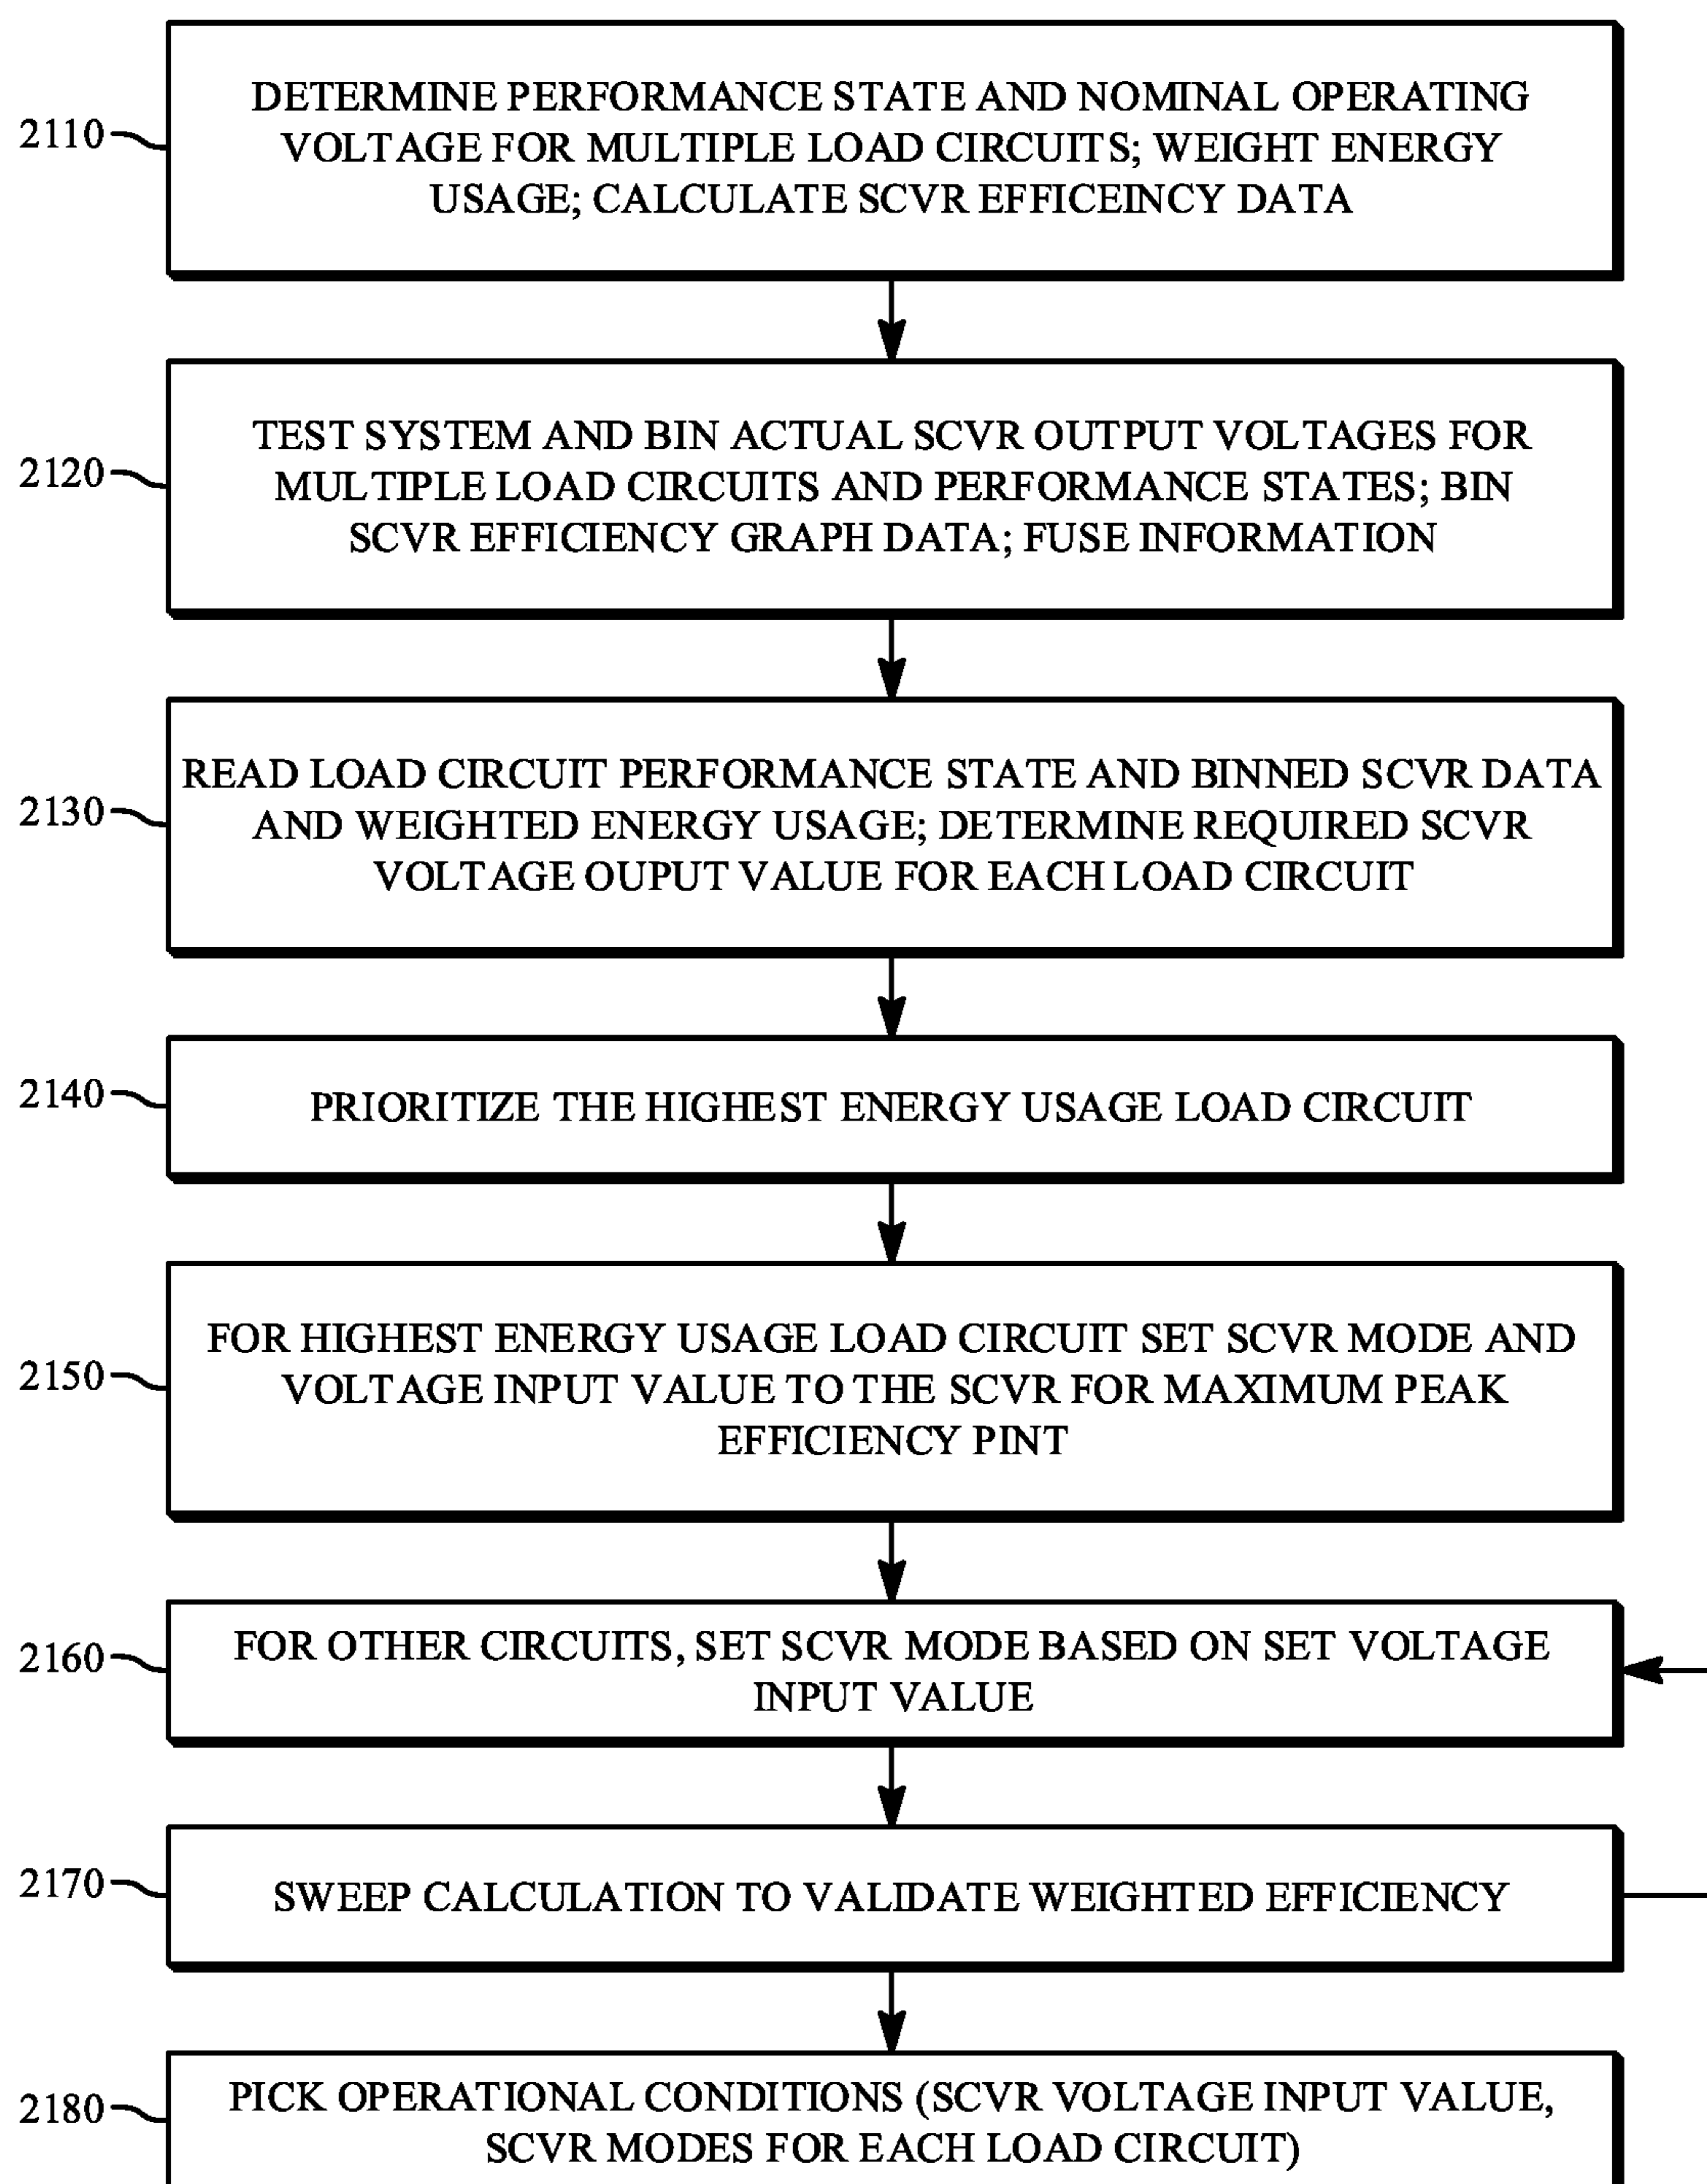 2110
DETERMINE PERFORMANCE STATE AND NOMINAL OPERATING
VOLTAGE FOR MULTIPLE LOAD CIRCUITS; WEIGHT ENERGY
USAGE; CALCULATE SCVR EFFICEINCY DATA
2120
TEST SYSTEM AND BIN ACTUAL SCVR OUTPUT VOLTAGES FOR
MULTIPLE LOAD CIRCUITS AND PERFORMANCE STATES; BIN
SCVR EFFICIENCY GRAPH DATA; FUSE INFORMATION
2130
READ LOAD CIRCUIT PERFORMANCE STATE AND BINNED SCVR DATA
AND WEIGHTED ENERGY USAGE; DETERMINE REQUIRED SCVR
VOLTAGE OUPUT VALUE FOR EACH LOAD CIRCUIT
2140
PRIORITIZE THE HIGHEST ENERGY USAGE LOAD CIRCUIT
2150
FOR HIGHEST ENERGY USAGE LOAD CIRCUIT SET SCVR MODE AND
VOLTAGE INPUT VALUE TO THE SCVR FOR MAXIMUM PEAK
EFFICIENCY PINT
2160
FOR OTHER CIRCUITS, SET SCVR MODE BASED ON SET VOLTAGE
INPUT VALUE
2170
SWEEP CALCULATION TO VALIDATE WEIGHTED EFFICIENCY
2180
PICK OPERATIONAL CONDITIONS (SCVR VOLTAGE INPUT VALUE,
SCVR MODES FOR EACH LOAD CIRCUIT)